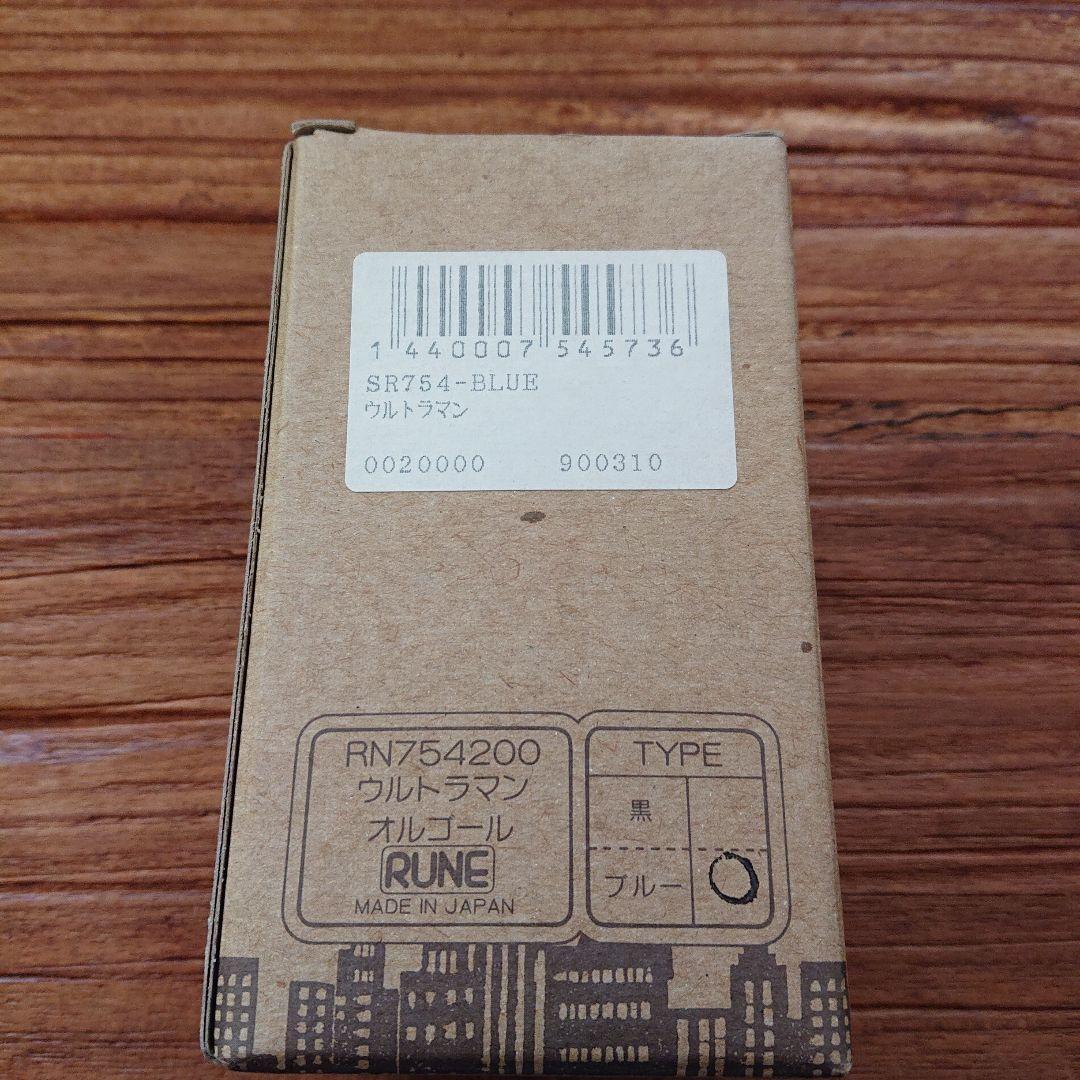 1 440007 545736
SR754-BLUE
ウルトラマン
0020000 900310
RN754200
ウルトラマン
オルゴール
RUNE
MADE IN JAPAN
TYPE
黒
ブルー